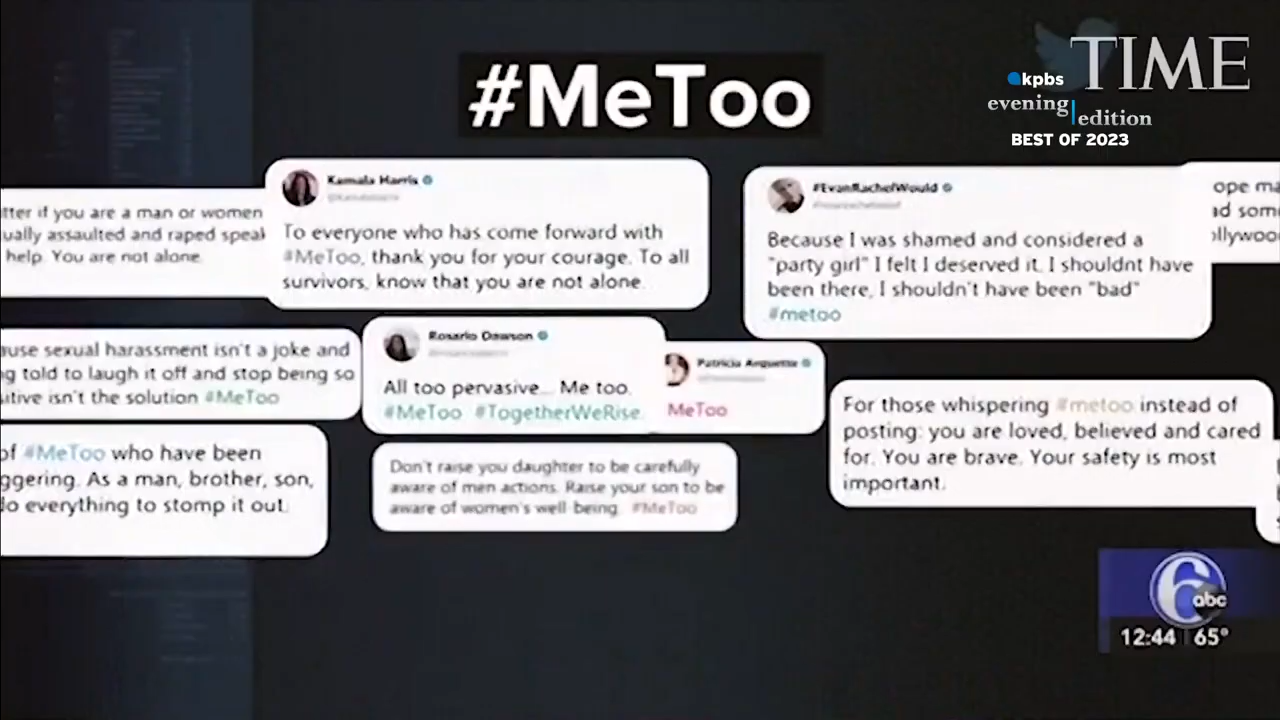 #MeToo
TIME
kpbs
evening edition
BEST OF 2023
tter if you are a man or women
ually assaulted and raped speak
help. You are not alone.
Kamala Harris
To everyone who has come forward with
#MeToo, thank you for your courage. To all
survivors, know that you are not alone.
#EvanRachelWould
Because I was shamed and considered a
"party girl" I felt I deserved it. I shouldnt have
been there, I shouldn't have been "bad"
#metoo
ope ma
ad som
ollywoo
ause sexual harassment isn't a joke and
g told to laugh it off and stop being so
itive isn't the solution #MeToo
Rosario Dawson
All too pervasive... Me too.
#MeToo #TogetherWeRise.
Patricia Arquette
MeToo
of #MeToo who have been
ggering. As a man, brother, son,
do everything to stomp it out.
Don't raise you daughter to be carefully
aware of men actions. Raise your son to be
aware of women's well-being. #MeToo
For those whispering #metoo instead of
posting: you are loved, believed and cared
for. You are brave. Your safety is most
important.
6 abc
12:44 65°